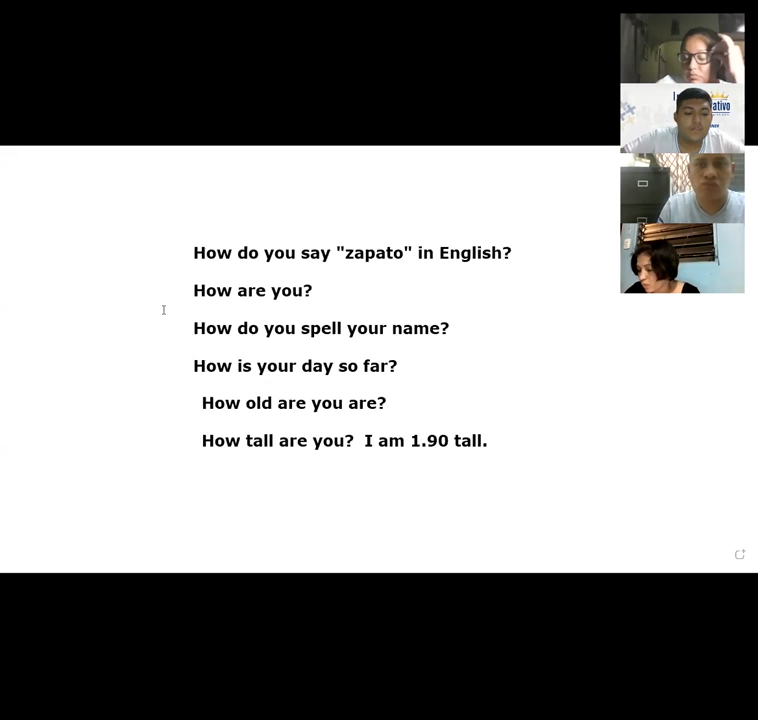 How do you say "zapato" in English?
How are you?
How do you spell your name?
How is your day so far?
How old are you are?
How tall are you?  I am 1.90 tall.